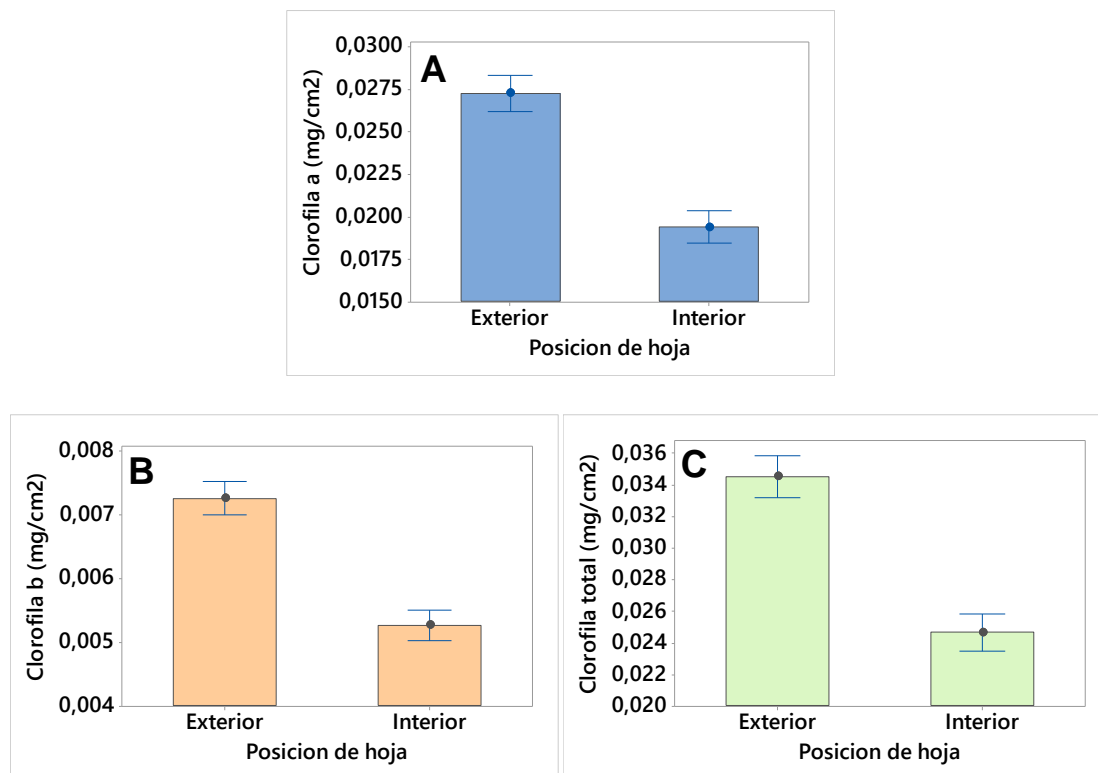 A
Clorofila a (mg/cm2)
0,0300
0,0275
0,0250
0,0225
0,0200
0,0175
0,0150
Exterior
Interior
Posicion de hoja
B
Clorofila b (mg/cm2)
0,008
0,007
0,006
0,005
0,004
Exterior
Interior
Posicion de hoja
C
Clorofila total (mg/cm2)
0,036
0,034
0,032
0,030
0,028
0,026
0,024
0,022
0,020
Exterior
Interior
Posicion de hoja